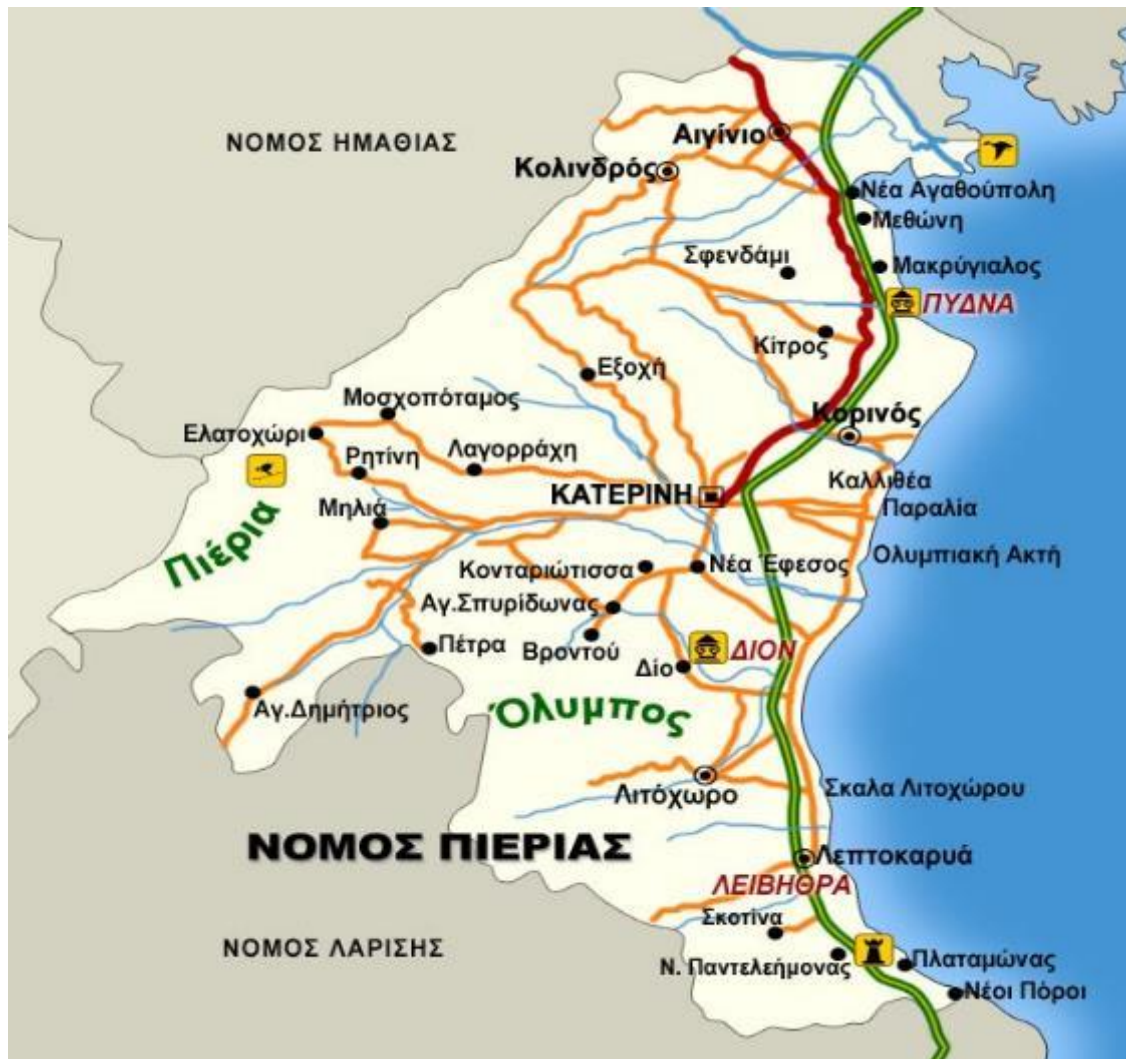 Αιγίνιο
ΝΟΜΟΣ ΗΜΑΘΙΑΣ
Κολινδρός
Νέα Αγαθούπολη
Μεθώνη
Σφενδάμι
Μακρύγιαλος
ΠΥΔΝΑ
Κίτρος
Εξοχή
Μοσχοπόταμος
Κορινός
Ελατοχώρι
Ρητίνη
Λαγορράχη
Καλλιθέα
ΚΑΤΕΡΙΝΗ
Μηλιά
Παραλία
Πιέρια
Ολυμπιακή Ακτή
Κονταριώτισσα
Νέα Έφεσος
Αγ.Σπυρίδωνας
Πέτρα
Βροντού
ΔΙΟΝ
Δίο
Αγ.Δημήτριος
Όλυμπος
Λιτόχωρο
Σκαλα Λιτοχώρου
ΝΟΜΟΣ ΠΙΕΡΙΑΣ
Λεπτοκαρυά
ΛΕΙΒΗΘΡΑ
Σκοτίνα
ΝΟΜΟΣ ΛΑΡΙΣΗΣ
Ν. Παντελεήμονας
Πλαταμώνας
Νέοι Πόροι